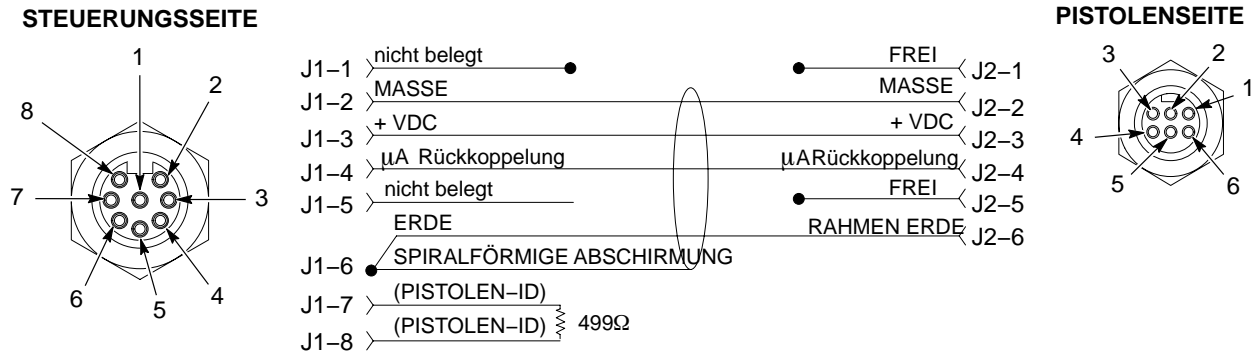 STEUERUNGSSEITE
PISTOLENSEITE
1
2
8
7
3
6
5
4
J1–1 nicht belegt FREI J2–1
J1–2 MASSE MASSE J2–2
J1–3 + VDC + VDC J2–3
J1–4 μA Rückkoppelung μARückkoppelung J2–4
J1–5 nicht belegt FREI J2–5
ERDE RAHMEN ERDE J2–6
J1–6 SPIRALFÖRMIGE ABSCHIRMUNG
J1–7 (PISTOLEN–ID)
499Ω
J1–8 (PISTOLEN–ID)
3
2
1
4
5
6